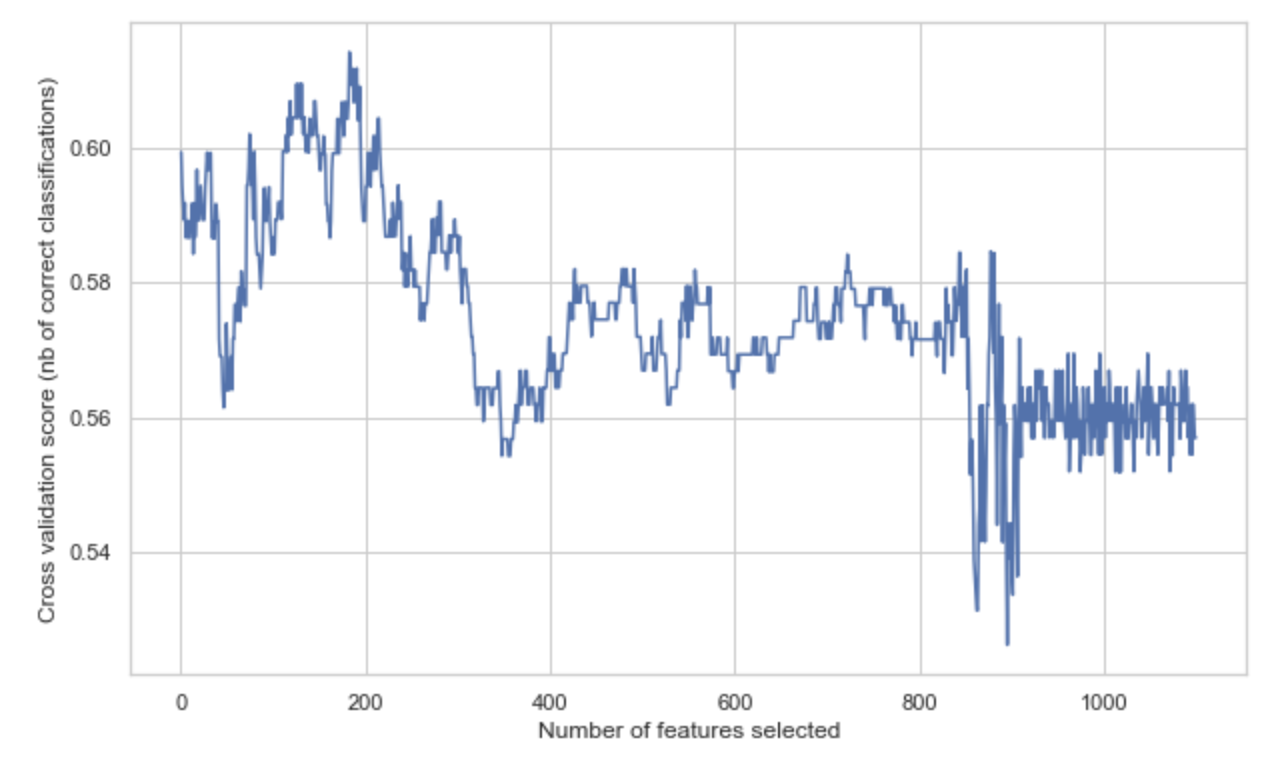 Cross validation score (nb of correct classifications)
0.60
0.58
0.56
0.54
0 200 400 600 800 1000
Number of features selected